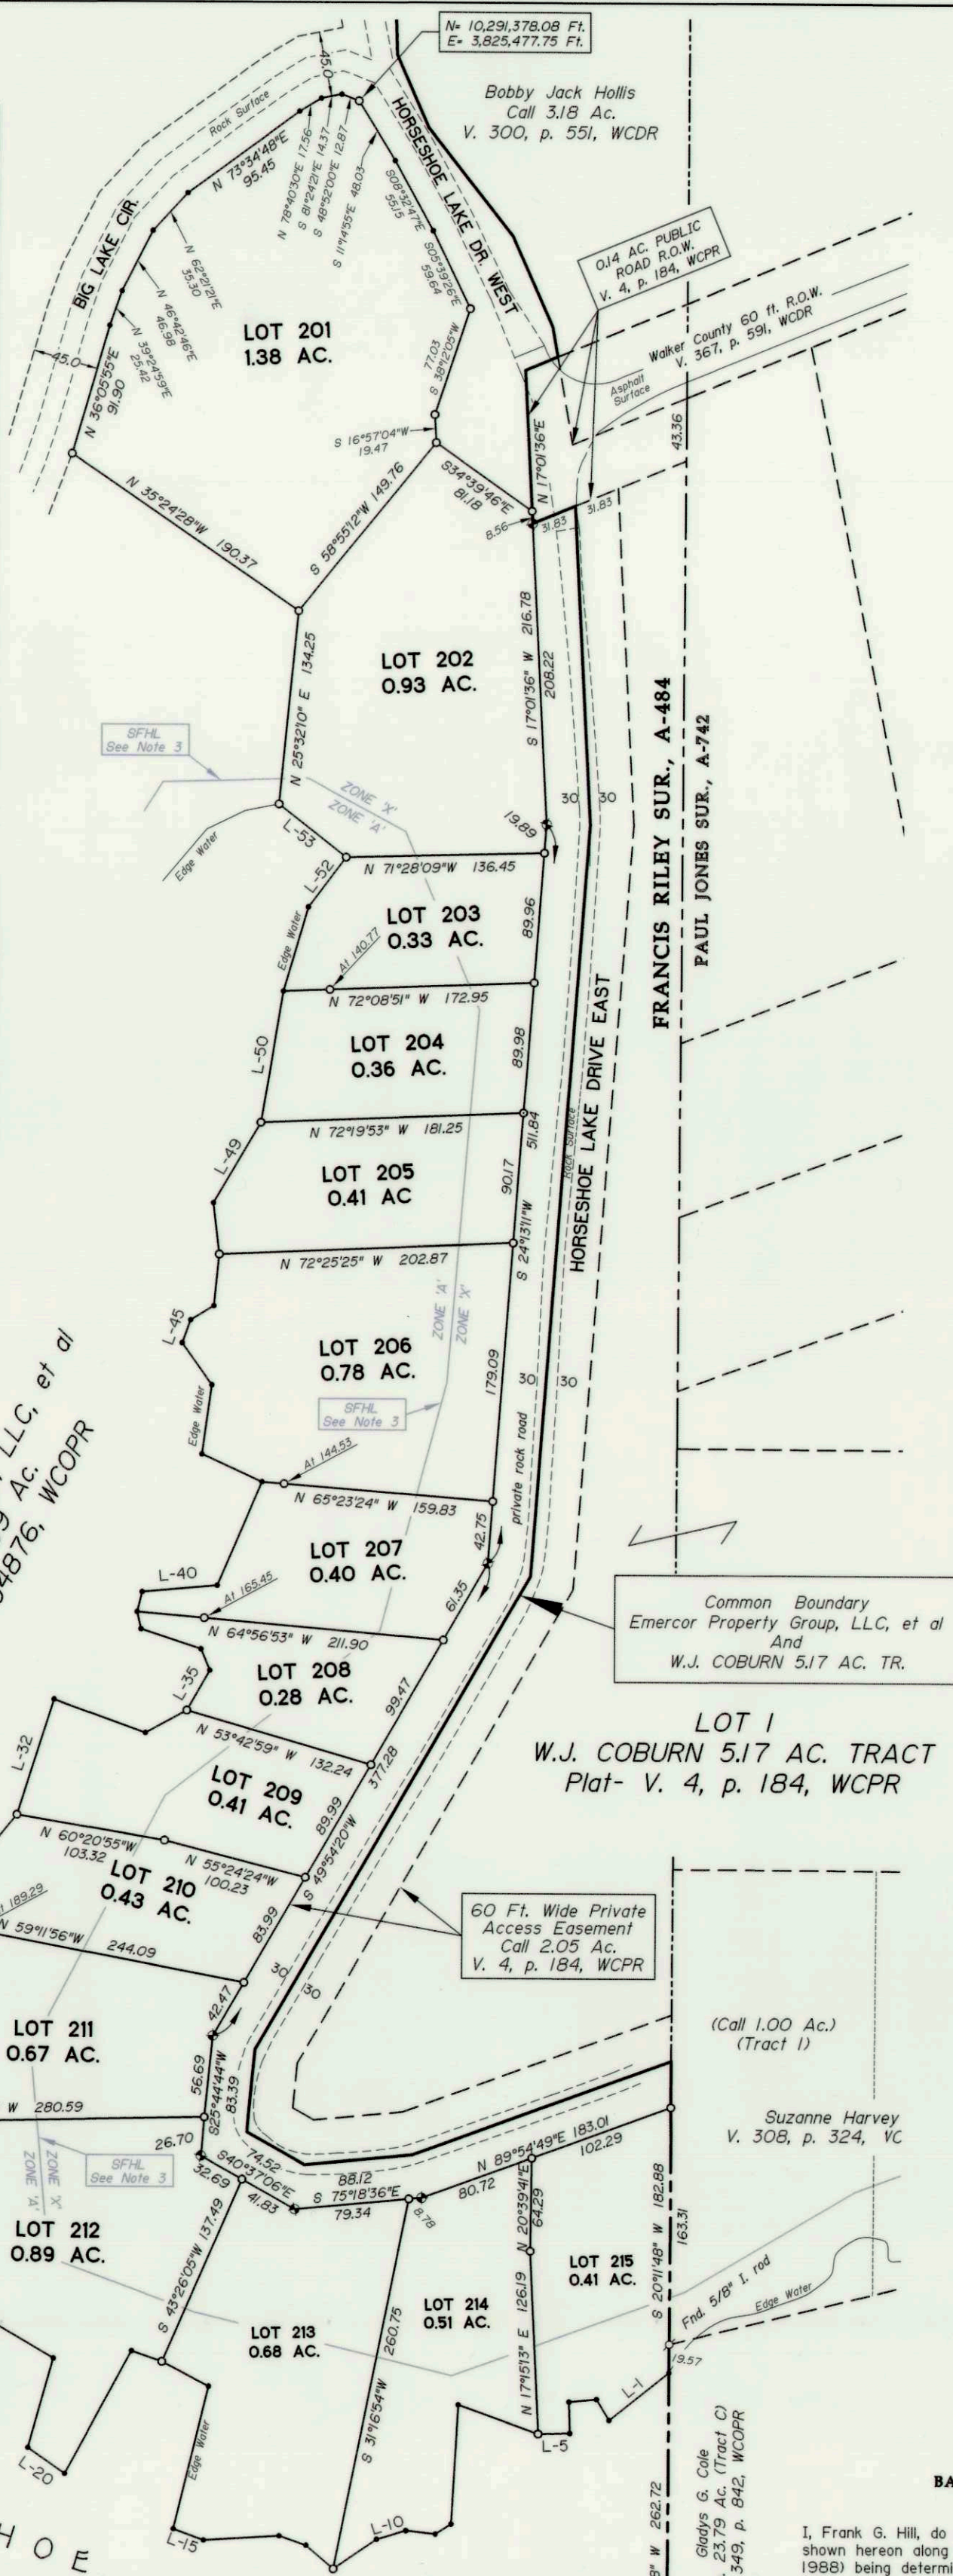 N= 10,291,378.08 Ft.
E= 3,825,477.75 Ft.
Bobby Jack Hollis
Call 3.18 Ac.
V. 300, p. 551, WCDR
45.0
Rock Surface
HORSESHOE LAKE DR. WEST
BIG LAKE CIR.
N 73°34'48"E
95.45
N 78°40'30"E 17.56
S 81°24'21"E 14.37
S 48°52'00"E 12.87
S 11°14'55"E 48.03
S08°32'47"E
55.15
S05°39'26"E
59.64
N 62°21'21"E
35.30
N 46°42'46"E
46.98
N 39°24'59"E
25.42
45.0
N 36°05'55"E
91.90
LOT 201
1.38 AC.
77.03
S 38°12'05"W
S 16°57'04"W
19.47
0.14 AC. PUBLIC
ROAD R.O.W.
V. 4, p. 184, WCPR
Walker County 60 ft. R.O.W.
V. 367, p. 591, WCDR
Asphalt
Surface
43.36
N 17°01'36"E
S34°39'46"E
81.18
8.56
31.83
31.83
N 35°24'28"W 190.37
S 58°55'12"W 149.76
N 25°32'10" E 134.25
LOT 202
0.93 AC.
S 17°01'36" W 216.78
208.22
SFHL
See Note 3
ZONE 'X'
ZONE 'A'
Edge Water
L-53
L-52
19.89
30
30
N 71°28'09"W 136.45
FRANCIS RILEY SUR., A-484
PAUL JONES SUR., A-742
LOT 203
0.33 AC.
89.96
Edge Water
At 140.77
N 72°08'51" W 172.95
L-50
LOT 204
0.36 AC.
89.98
N 72°19'53" W 181.25
511.84
Rock Surface
HORSESHOE LAKE DRIVE EAST
L-49
LOT 205
0.41 AC
90.17
S 24°13'11"W
N 72°25'25" W 202.87
ZONE 'A'
ZONE 'X'
L-45
LOT 206
0.78 AC.
179.09
30
30
SFHL
See Note 3
Edge Water
private rock road
LLC, et al
Ac.
04876, WCOPR
At 144.53
N 65°23'24" W 159.83
42.75
LOT 207
0.40 AC.
L-40
At 165.45
61.35
N 64°56'53" W 211.90
Common Boundary
Emercor Property Group, LLC, et al
And
W.J. COBURN 5.17 AC. TR.
LOT 208
0.28 AC.
L-35
99.47
N 53°42'59" W 132.24
377.28
L-32
LOT 209
0.41 AC.
89.99
S 49°54'20"W
LOT 1
W.J. COBURN 5.17 AC. TRACT
Plat- V. 4, p. 184, WCPR
N 60°20'55"W
103.32
N 55°24'24"W
100.23
LOT 210
0.43 AC.
83.99
60 Ft. Wide Private
Access Easement
Call 2.05 Ac.
V. 4, p. 184, WCPR
189.29
N 59°11'56"W 244.09
30
30
42.47
LOT 211
0.67 AC.
56.69
S25°44'44"W
83.39
(Call 1.00 Ac.)
(Tract 1)
W 280.59
26.70
Suzanne Harvey
V. 308, p. 324,
SFHL
See Note 3
ZONE 'X'
ZONE 'A'
32.69
S40°37'06"E
74.52
41.83
88.12
S 75°18'36"E
79.34
8.78
N 89°54'49"E 183.01
80.72
102.29
N 20°39'41"E
64.29
LOT 212
0.89 AC.
S 43°26'05"W 137.49
S 20°11'48" W 182.88
163.31
LOT 215
0.41 AC.
LOT 214
0.51 AC.
LOT 213
0.68 AC.
260.75
S 31°16'54"W
N 17°15'13" E 126.19
Fnd. 5/8" I. rod
Edge Water
19.57
L-1
L-5
L-10
L-15
L-20
Edge Water
W 262.72
Gladys G. Cole
23.79 Ac. (Tract C)
349, p. 842, WCOPR
BA
H O E
I, Frank G. Hill, do
shown hereon along
1988) being determi